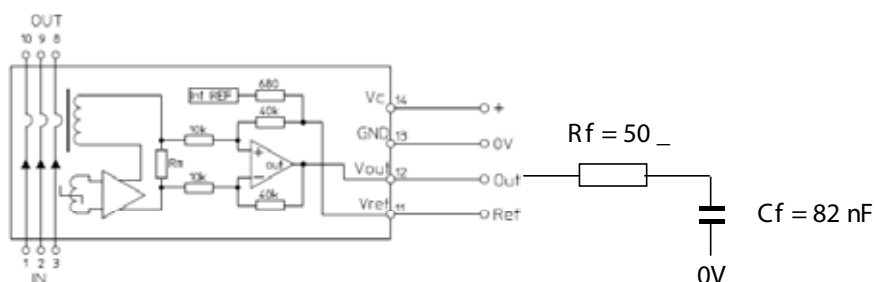 OUT
10 9 8
Int REF
680
40k
10k
Rm
10k
40k
+
−
out
Vc 14
+
GND 13
0V
Vout 12
Out
Vref 11
Ref
Rf = 50 _
Cf = 82 nF
0V
1 2 3
IN